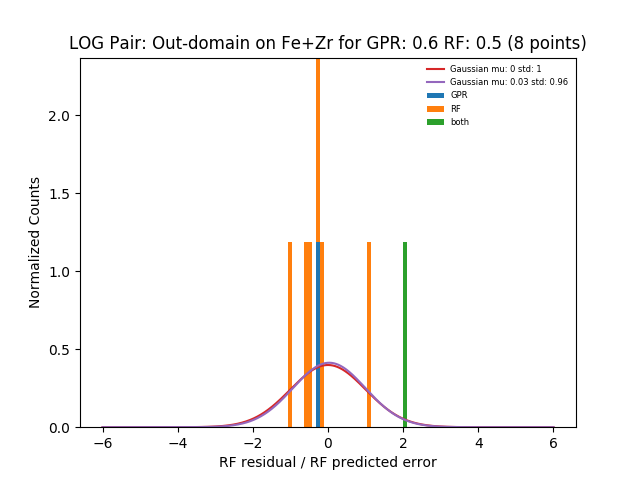 LOG Pair: Out-domain on Fe+Zr for GPR: 0.6 RF: 0.5 (8 points)
Gaussian mu: 0 std: 1
Gaussian mu: 0.03 std: 0.96
GPR
RF
both
Normalized Counts
2.0
1.5
1.0
0.5
0.0
−6 −4 −2 0 2 4 6
RF residual / RF predicted error